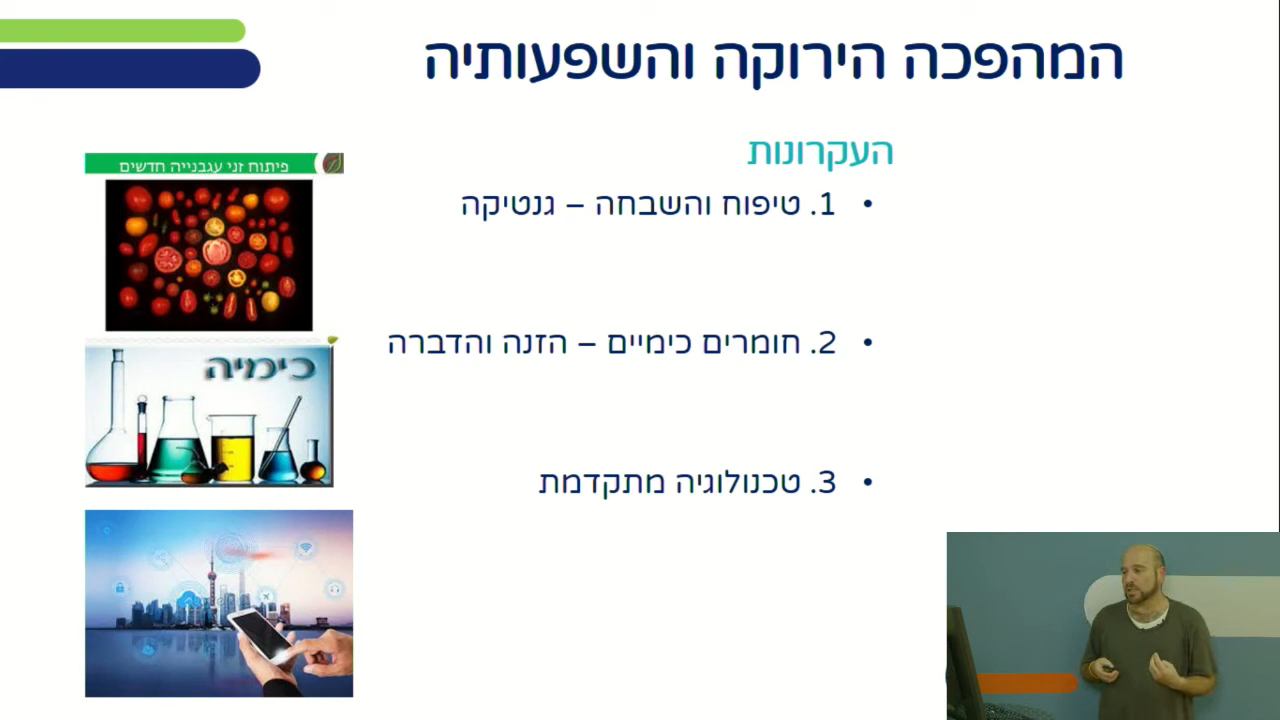 המהפכה הירוקה והשפעותיה
העקרונות
• 1. טיפוח והשבחה – גנטיקה
• 2. חומרים כימיים – הזנה והדברה
• 3. טכנולוגיה מתקדמת
פיתוח זני עגבנייה חדשים
כימיה